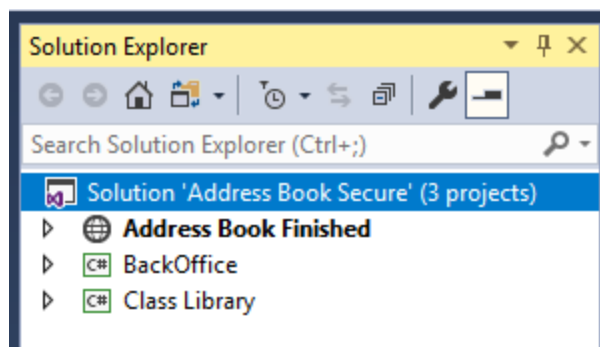 Solution Explorer
Search Solution Explorer (Ctrl+;)
Solution 'Address Book Secure' (3 projects)
Address Book Finished
C# BackOffice
C# Class Library